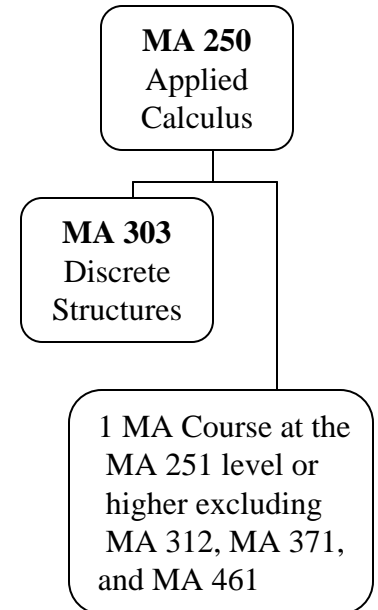 MA 250
Applied
Calculus
MA 303
Discrete
Structures
1 MA Course at the
MA 251 level or
higher excluding
MA 312, MA 371,
and MA 461